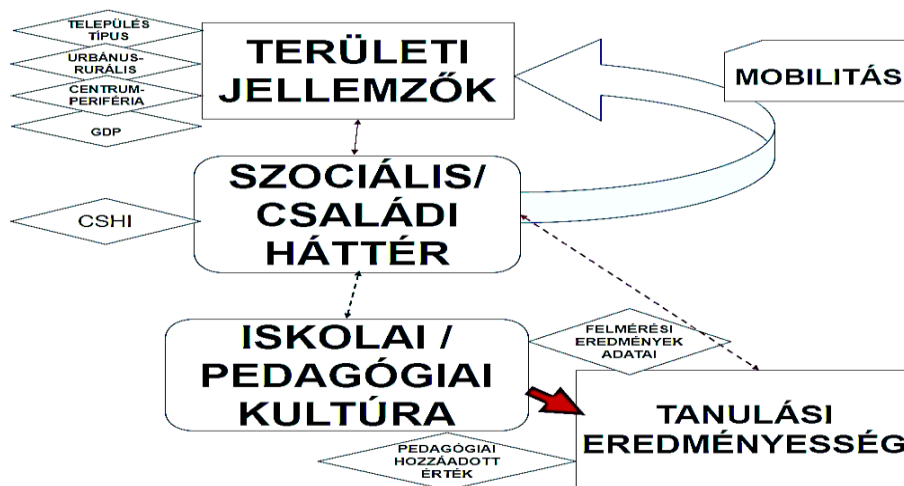 TELEPÜLÉS
TÍPUS
URBÁNUS-
RURÁLIS
CENTRUM-
PERIFÉRIA
GDP
TERÜLETI
JELLEMZŐK
MOBILITÁS
SZOCIÁLIS/
CSALÁDI
HÁTTÉR
CSHI
ISKOLAI /
PEDAGÓGIAI
KULTÚRA
FELMÉRÉSI
EREDMÉNYEK
ADATAI
TANULÁSI
EREDMÉNYESSÉG
PEDAGÓGIAI
HOZZÁADOTT
ÉRTÉK